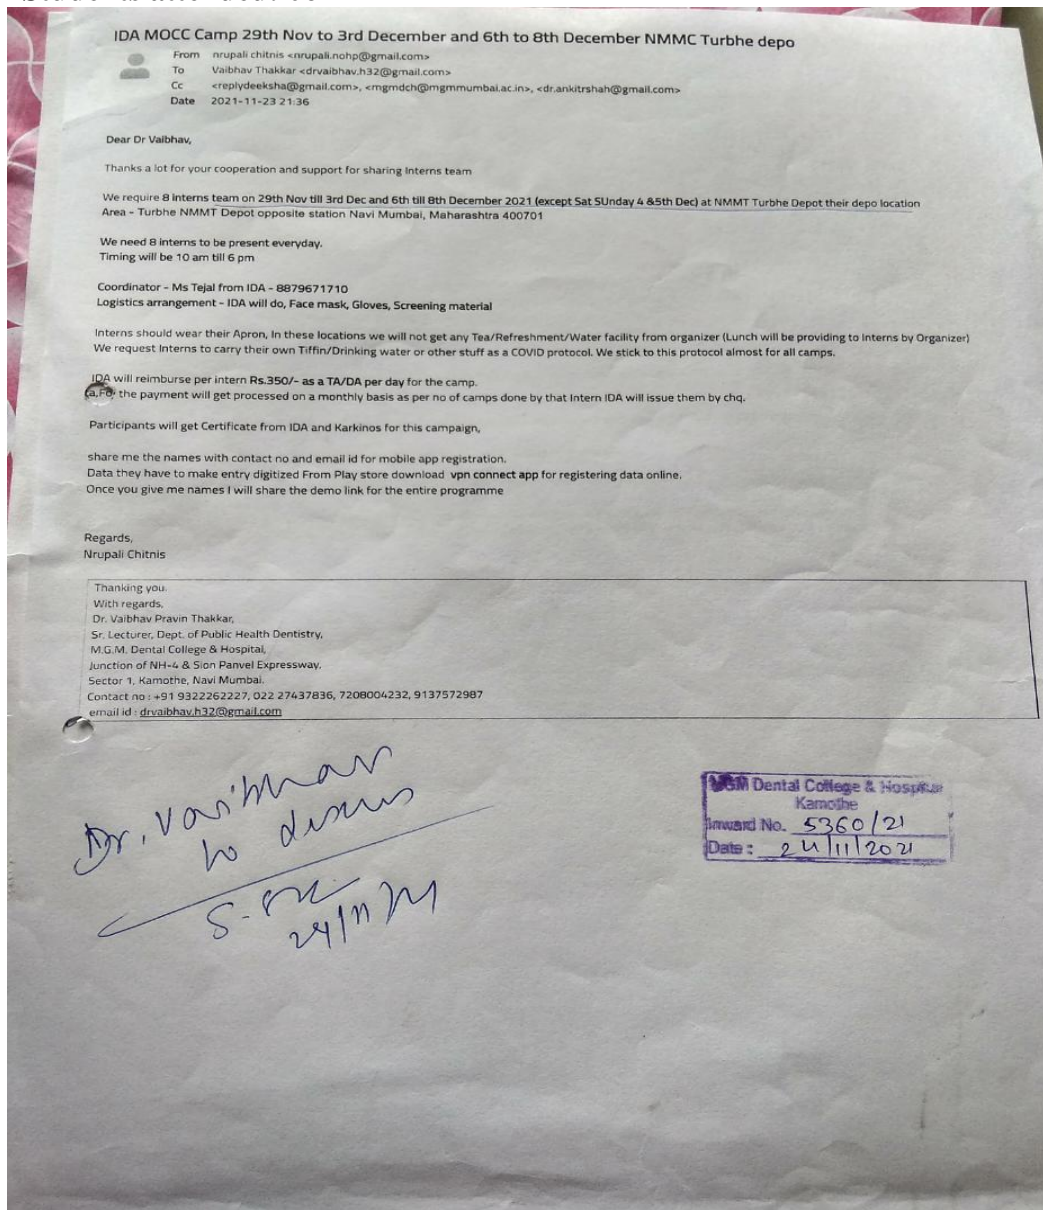 IDA MOCC Camp 29th Nov to 3rd December and 6th to 8th December NMMC Turbhe depo
From nrupali chitnis <nrupali.nohp@gmail.com>
To Vaibhav Thakkar <drvaibhav.h32@gmail.com>
Cc <replydeeksha@gmail.com>, <mgmdch@mgmmumbai.ac.in>, <dr.ankitrshah@gmail.com>
Date 2021-11-23 21:36
Dear Dr Vaibhav,
Thanks a lot for your cooperation and support for sharing Interns team
We require 8 interns team on 29th Nov till 3rd Dec and 6th till 8th December 2021 (except Sat SUnday 4 &5th Dec) at NMMT Turbhe Depot their depo location
Area - Turbhe NMMT Depot opposite station Navi Mumbai, Maharashtra 400701
We need 8 interns to be present everyday.
Timing will be 10 am till 6 pm
Coordinator - Ms Tejal from IDA - 8879671710
Logistics arrangement - IDA will do, Face mask, Gloves, Screening material
Interns should wear their Apron, In these locations we will not get any Tea/Refreshment/Water facility from organizer (Lunch will be providing to Interns by Organizer)
We request Interns to carry their own Tiffin/Drinking water or other stuff as a COVID protocol. We stick to this protocol almost for all camps.
IDA will reimburse per intern Rs.350/- as a TA/DA per day for the camp.
the payment will get processed on a monthly basis as per no of camps done by that Intern IDA will issue them by chq.
Participants will get Certificate from IDA and Karkinos for this campaign,
share me the names with contact no and email id for mobile app registration.
Data they have to make entry digitized From Play store download vpn connect app for registering data online.
Once you give me names I will share the demo link for the entire programme
Regards,
Nrupali Chitnis
Thanking you.
With regards,
Dr. Vaibhav Pravin Thakkar,
Sr. Lecturer, Dept. of Public Health Dentistry,
M.G.M. Dental College & Hospital,
Junction of NH-4 & Sion Panvel Expressway,
Sector 1, Kamothe, Navi Mumbai.
Contact no : +91 9322262227, 022 27437836, 7208004232, 9137572987
email id : drvaibhav.h32@gmail.com
Dr. Vaibhav
to discuss
24/11/21
MGM Dental College & Hospital
Kamothe
Inward No. 5360/21
Date : 24/11/2021